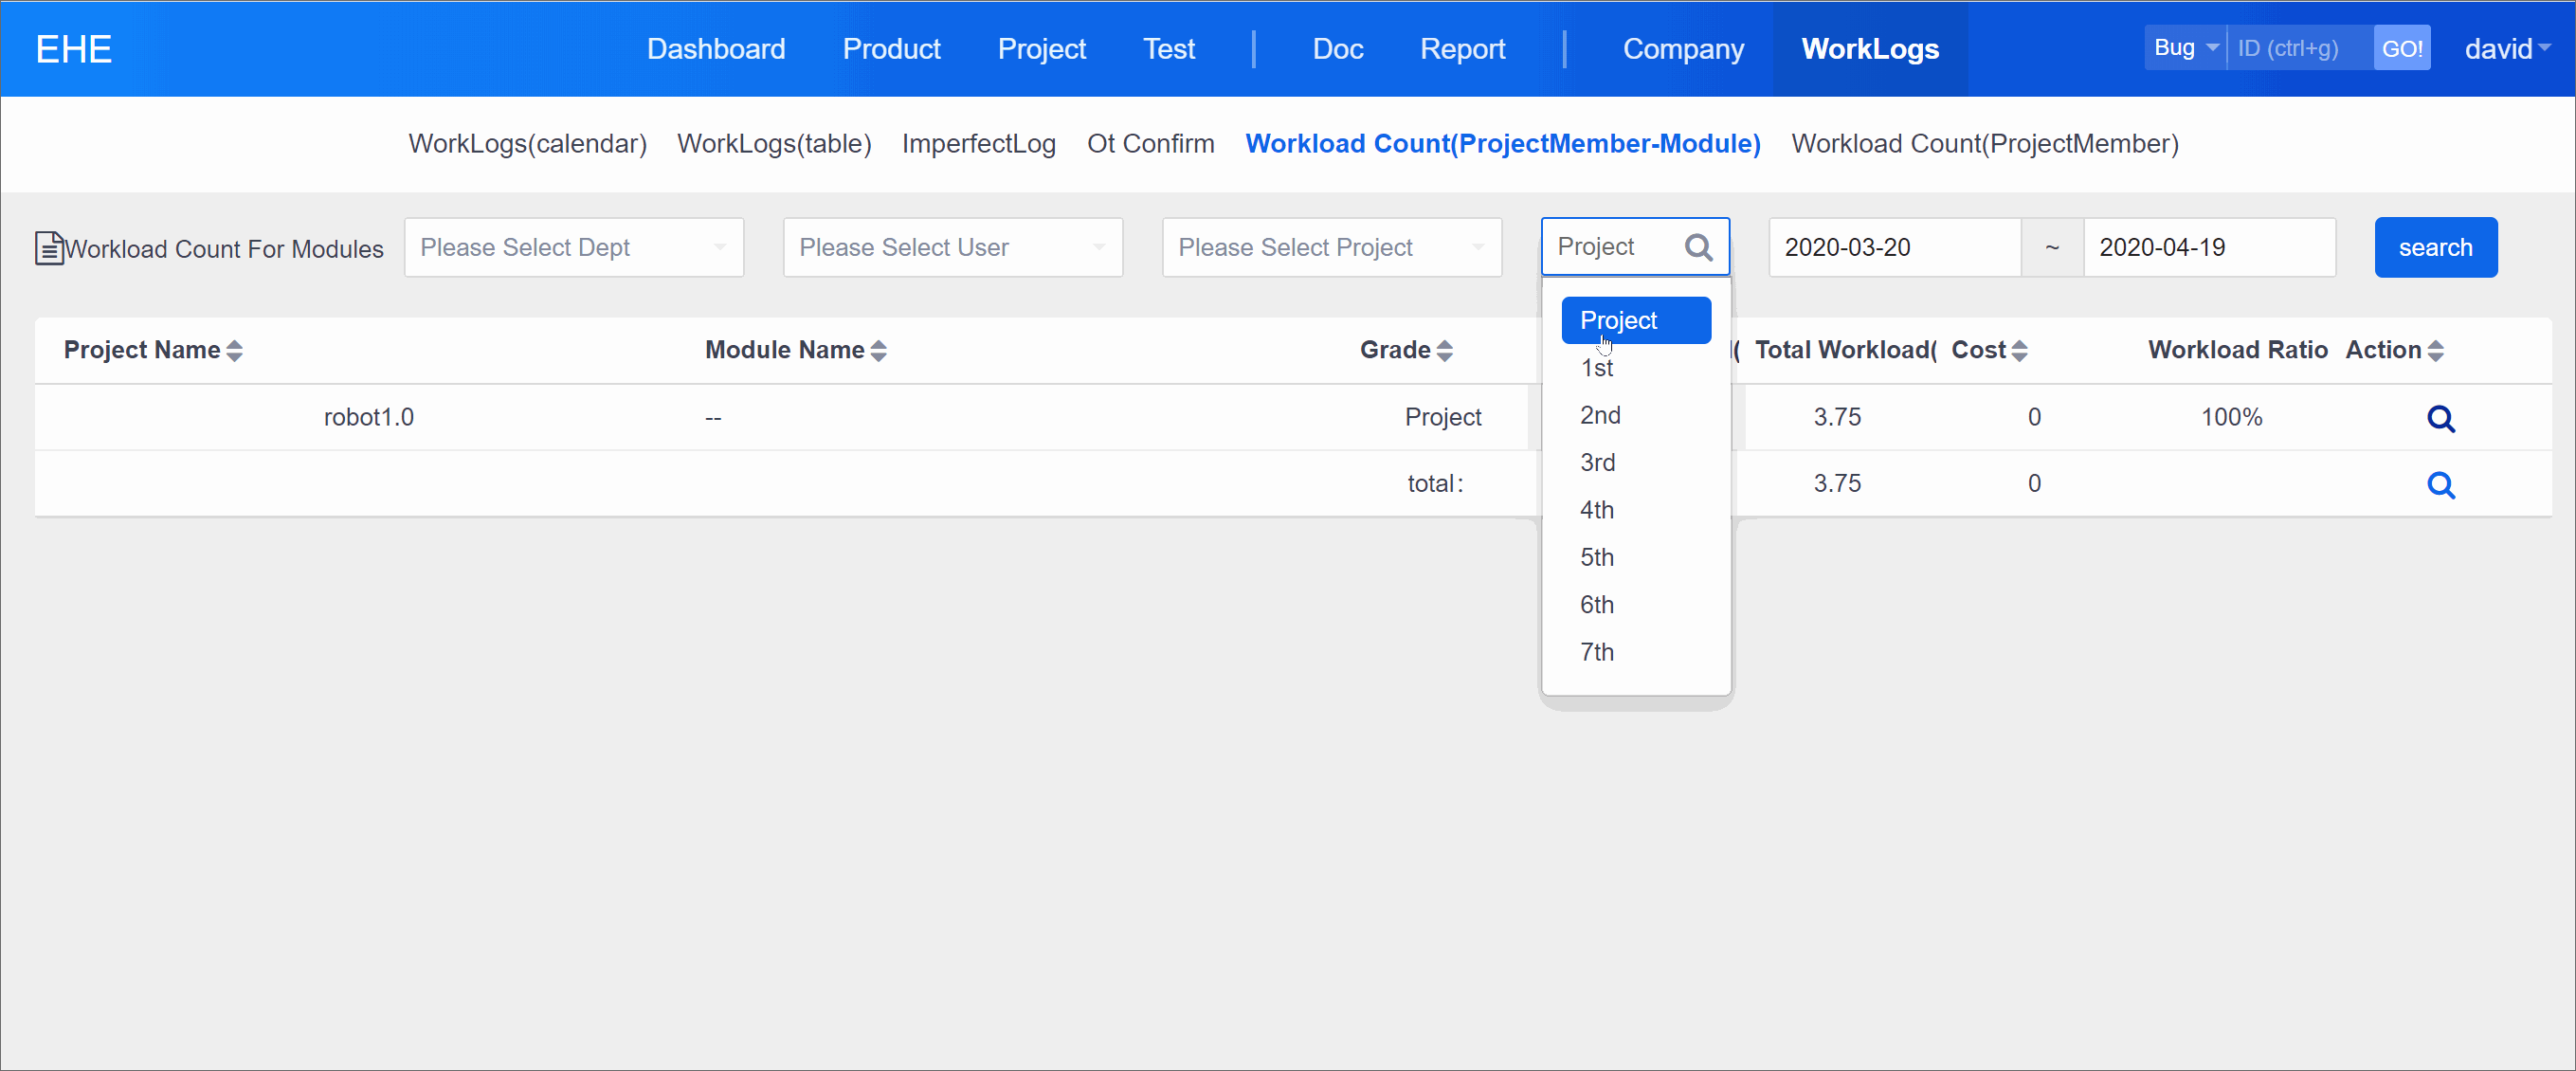 EHE Dashboard Product Project Test Doc Report Company WorkLogs Bug ID (ctrl+g) GO! david
WorkLogs(calendar) WorkLogs(table) ImperfectLog Ot Confirm Workload Count(ProjectMember-Module) Workload Count(ProjectMember)
Workload Count For Modules Please Select Dept Please Select User Please Select Project Project 2020-03-20 ~ 2020-04-19 search
Project Name Module Name Grade Total Workload( Cost Workload Ratio Action
robot1.0 -- Project 3.75 0 100%
total: 3.75 0
Project
1st
2nd
3rd
4th
5th
6th
7th